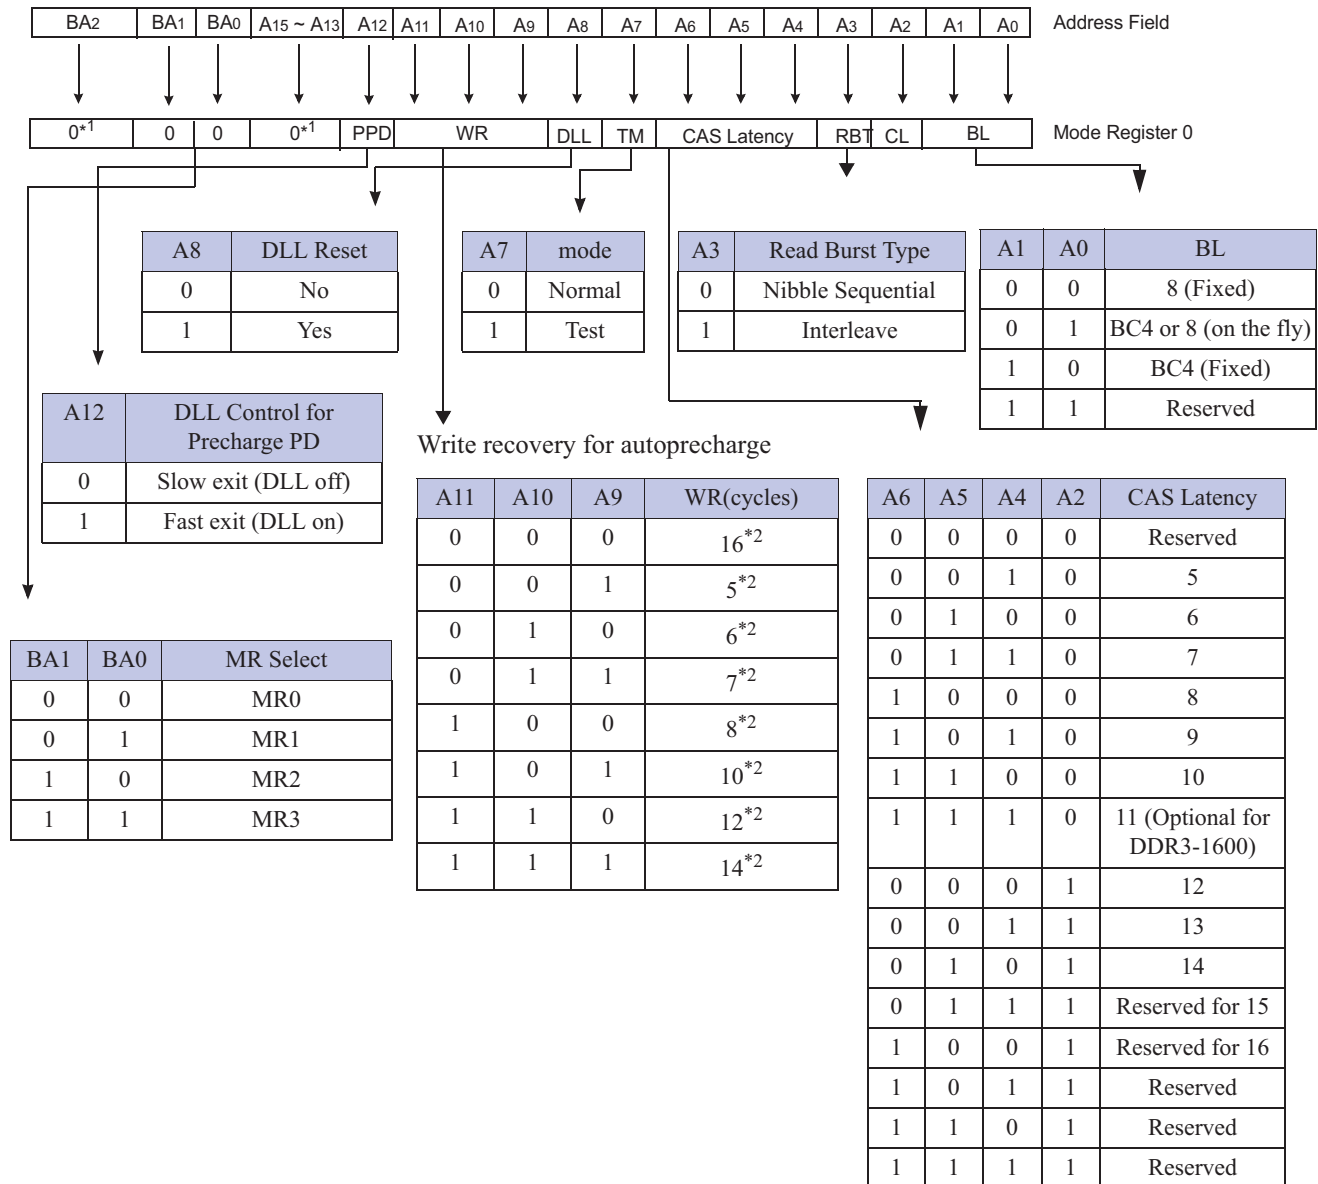 BA2 BA1 BA0 A15 ~ A13 A12 A11 A10 A9 A8 A7 A6 A5 A4 A3 A2 A1 A0 Address Field
0*1 0 0 0*1 PPD WR DLL TM CAS Latency RBT CL BL Mode Register 0
A8 DLL Reset
0 No
1 Yes
A7 mode
0 Normal
1 Test
A3 Read Burst Type
0 Nibble Sequential
1 Interleave
A1 A0 BL
0 0 8 (Fixed)
0 1 BC4 or 8 (on the fly)
1 0 BC4 (Fixed)
1 1 Reserved
A12 DLL Control for
Precharge PD
0 Slow exit (DLL off)
1 Fast exit (DLL on)
Write recovery for autoprecharge
A11 A10 A9 WR(cycles)
0 0 0 16*2
0 0 1 5*2
0 1 0 6*2
0 1 1 7*2
1 0 0 8*2
1 0 1 10*2
1 1 0 12*2
1 1 1 14*2
BA1 BA0 MR Select
0 0 MR0
0 1 MR1
1 0 MR2
1 1 MR3
A6 A5 A4 A2 CAS Latency
0 0 0 0 Reserved
0 0 1 0 5
0 1 0 0 6
0 1 1 0 7
1 0 0 0 8
1 0 1 0 9
1 1 0 0 10
1 1 1 0 11 (Optional for
DDR3-1600)
0 0 0 1 12
0 0 1 1 13
0 1 0 1 14
0 1 1 1 Reserved for 15
1 0 0 1 Reserved for 16
1 0 1 1 Reserved
1 1 0 1 Reserved
1 1 1 1 Reserved